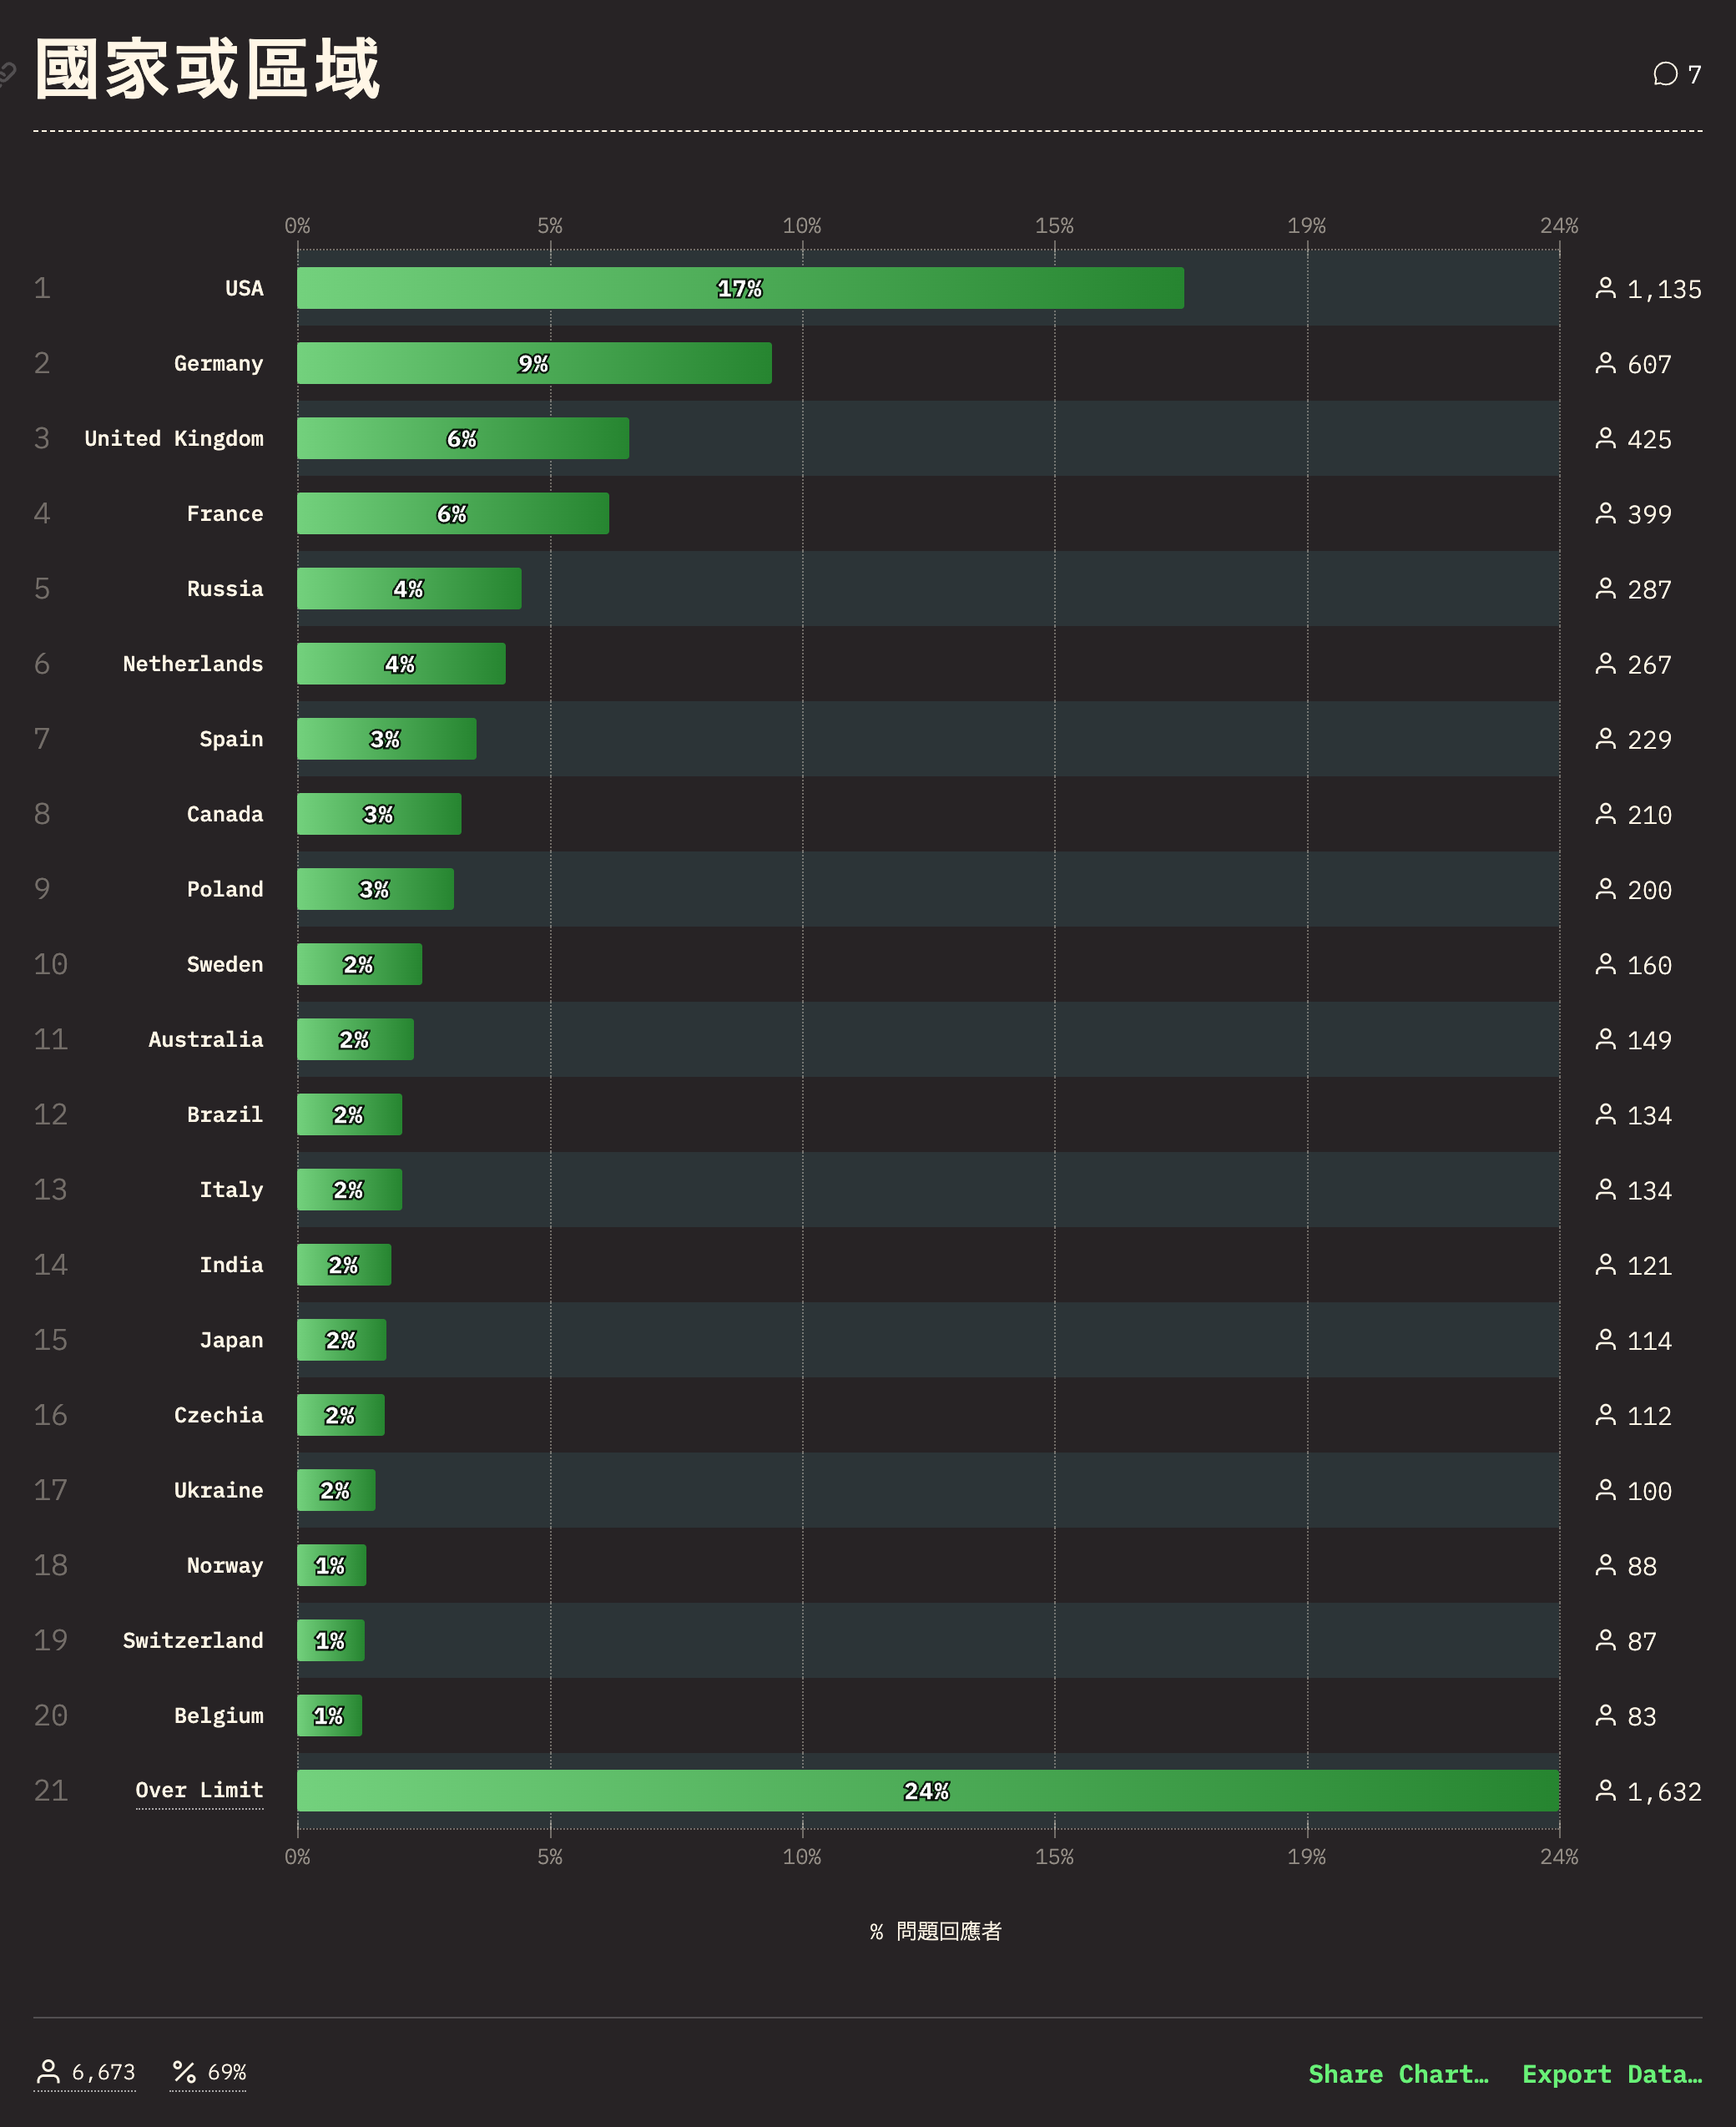 國家或區域
7
0% 5% 10% 15% 19% 24%
1 USA 17% 1,135
2 Germany 9% 607
3 United Kingdom 6% 425
4 France 6% 399
5 Russia 4% 287
6 Netherlands 4% 267
7 Spain 3% 229
8 Canada 3% 210
9 Poland 3% 200
10 Sweden 2% 160
11 Australia 2% 149
12 Brazil 2% 134
13 Italy 2% 134
14 India 2% 121
15 Japan 2% 114
16 Czechia 2% 112
17 Ukraine 2% 100
18 Norway 1% 88
19 Switzerland 1% 87
20 Belgium 1% 83
21 Over Limit 24% 1,632
0% 5% 10% 15% 19% 24%
% 問題回應者
6,673 % 69% Share Chart… Export Data…